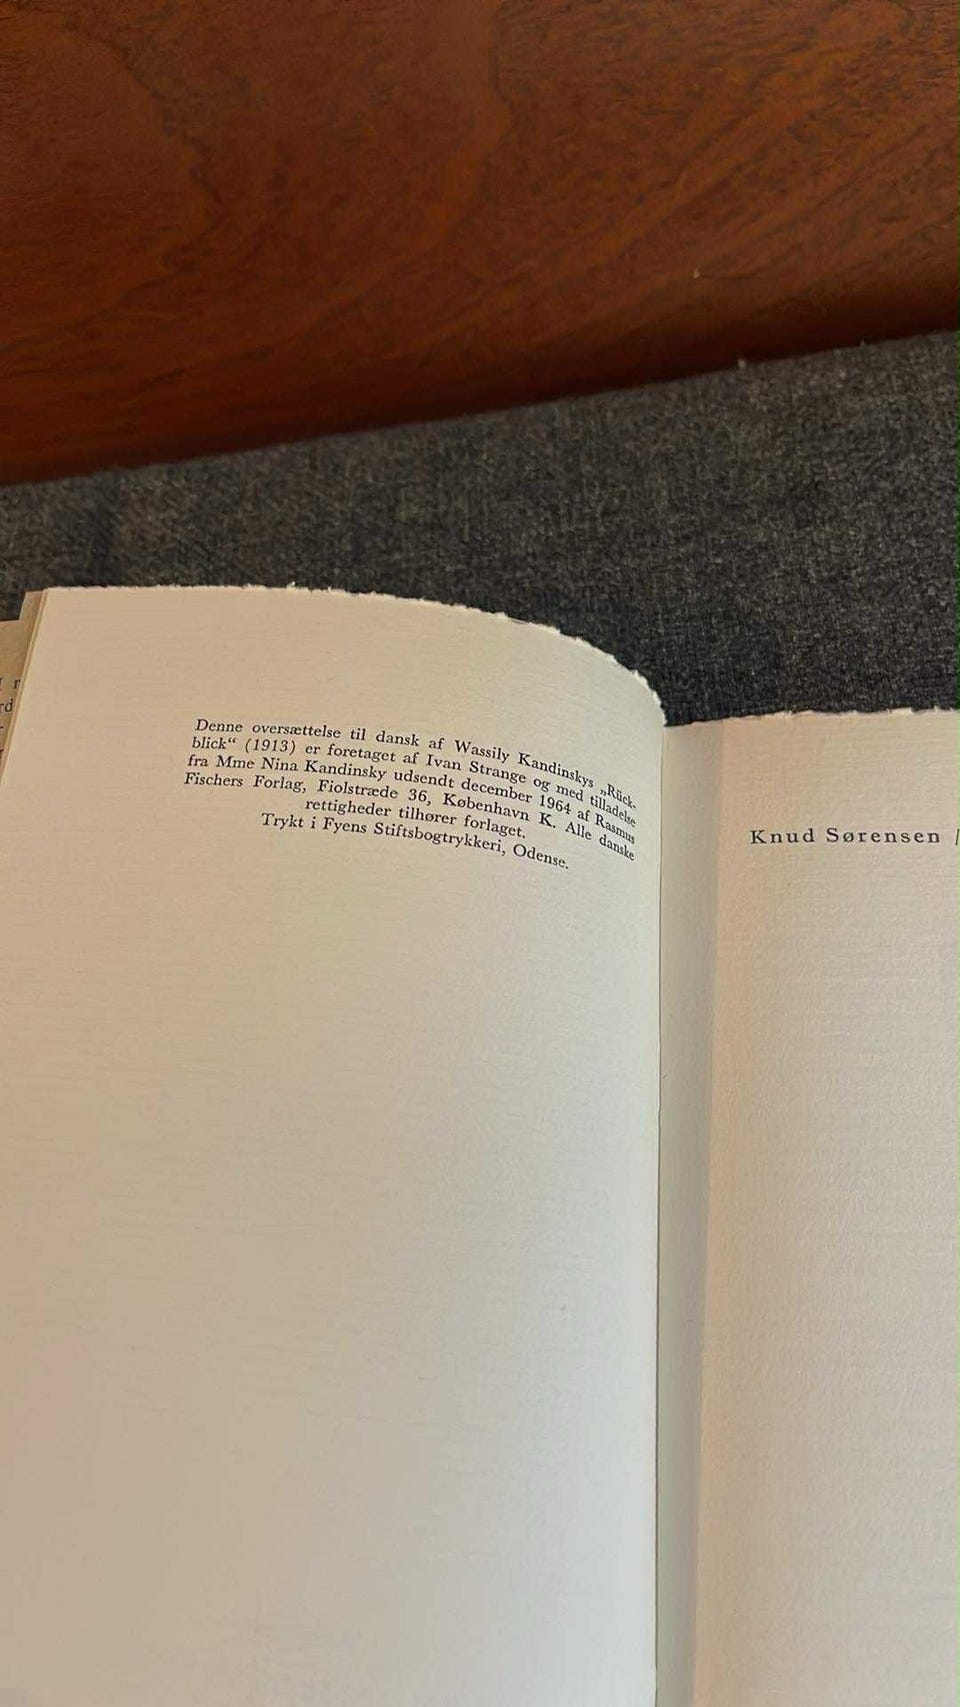 Denne oversættelse til dansk af Wassily Kandinskys „Rück-
blick“ (1913) er foretaget af Ivan Strange og med tilladelse
fra Mme Nina Kandinsky udsendt december 1964 af Rasmus
Fischers Forlag, Fiolstræde 36, København K. Alle danske
rettigheder tilhører forlaget.
Trykt i Fyens Stiftsbogtrykkeri, Odense.
Knud Sørensen /